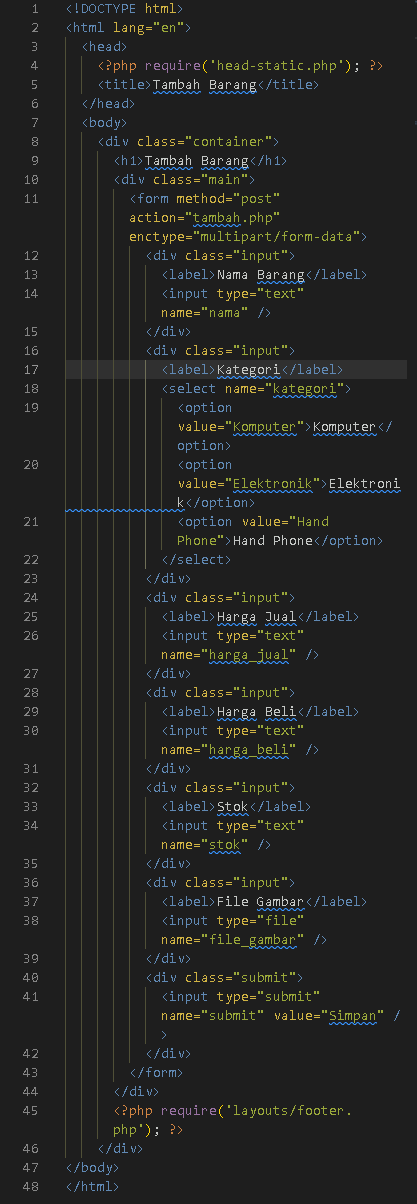 1 <!DOCTYPE html>
2 <html lang="en">
3 <head>
4 <?php require('head-static.php'); ?>
5 <title>Tambah Barang</title>
6 </head>
7 <body>
8 <div class="container">
9 <h1>Tambah Barang</h1>
10 <div class="main">
11 <form method="post"
action="tambah.php"
enctype="multipart/form-data">
12 <div class="input">
13 <label>Nama Barang</label>
14 <input type="text"
name="nama" />
15 </div>
16 <div class="input">
17 <label>Kategori</label>
18 <select name="kategori">
19 <option
value="Komputer">Komputer</
option>
20 <option
value="Elektronik">Elektroni
k</option>
21 <option value="Hand
Phone">Hand Phone</option>
22 </select>
23 </div>
24 <div class="input">
25 <label>Harga Jual</label>
26 <input type="text"
name="harga_jual" />
27 </div>
28 <div class="input">
29 <label>Harga Beli</label>
30 <input type="text"
name="harga_beli" />
31 </div>
32 <div class="input">
33 <label>Stok</label>
34 <input type="text"
name="stok" />
35 </div>
36 <div class="input">
37 <label>File Gambar</label>
38 <input type="file"
name="file_gambar" />
39 </div>
40 <div class="submit">
41 <input type="submit"
name="submit" value="Simpan" /
>
42 </div>
43 </form>
44 </div>
45 <?php require('layouts/footer.
php'); ?>
46 </div>
47 </body>
48 </html>